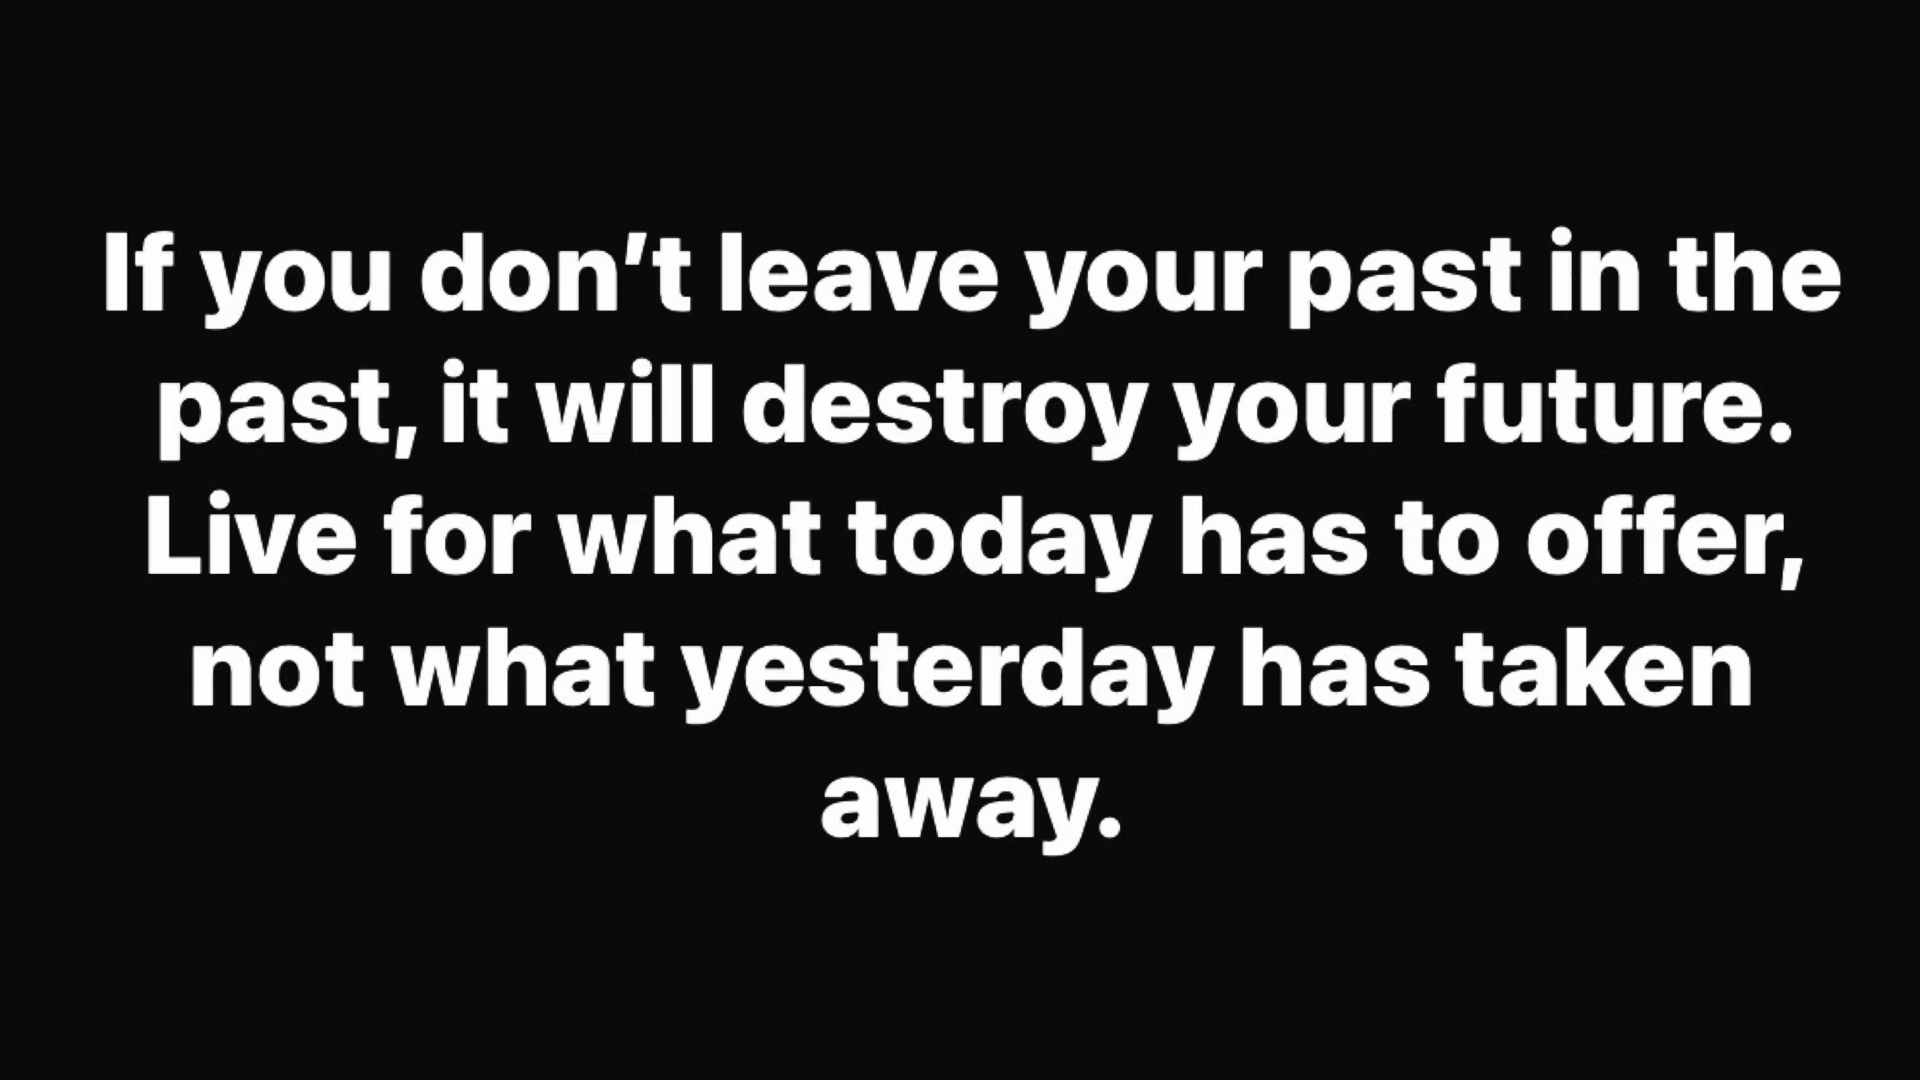 If you don’t leave your past in the
past, it will destroy your future.
Live for what today has to offer,
not what yesterday has taken
away.